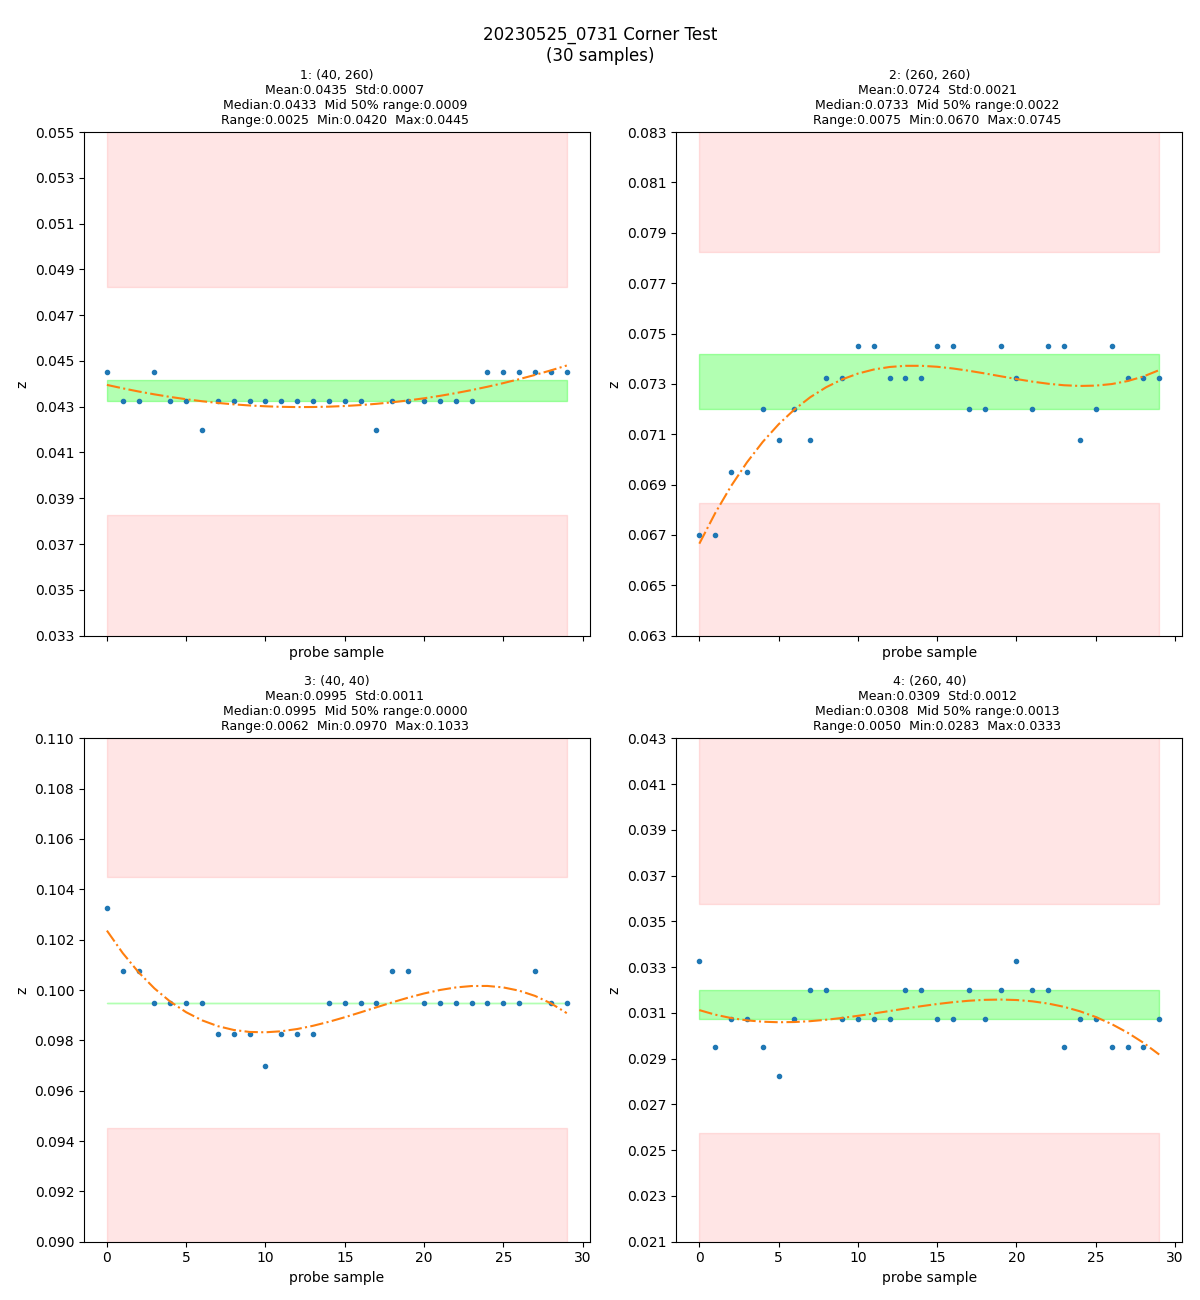 20230525_0731 Corner Test
(30 samples)
1: (40, 260)
Mean:0.0435 Std:0.0007
Median:0.0433 Mid 50% range:0.0009
Range:0.0025 Min:0.0420 Max:0.0445
0.055
0.053
0.051
0.049
0.047
0.045
0.043
0.041
0.039
0.037
0.035
0.033
z
probe sample
2: (260, 260)
Mean:0.0724 Std:0.0021
Median:0.0733 Mid 50% range:0.0022
Range:0.0075 Min:0.0670 Max:0.0745
0.083
0.081
0.079
0.077
0.075
0.073
0.071
0.069
0.067
0.065
0.063
z
probe sample
3: (40, 40)
Mean:0.0995 Std:0.0011
Median:0.0995 Mid 50% range:0.0000
Range:0.0062 Min:0.0970 Max:0.1033
0.110
0.108
0.106
0.104
0.102
0.100
0.098
0.096
0.094
0.092
0.090
z
0 5 10 15 20 25 30
probe sample
4: (260, 40)
Mean:0.0309 Std:0.0012
Median:0.0308 Mid 50% range:0.0013
Range:0.0050 Min:0.0283 Max:0.0333
0.043
0.041
0.039
0.037
0.035
0.033
0.031
0.029
0.027
0.025
0.023
0.021
z
0 5 10 15 20 25 30
probe sample